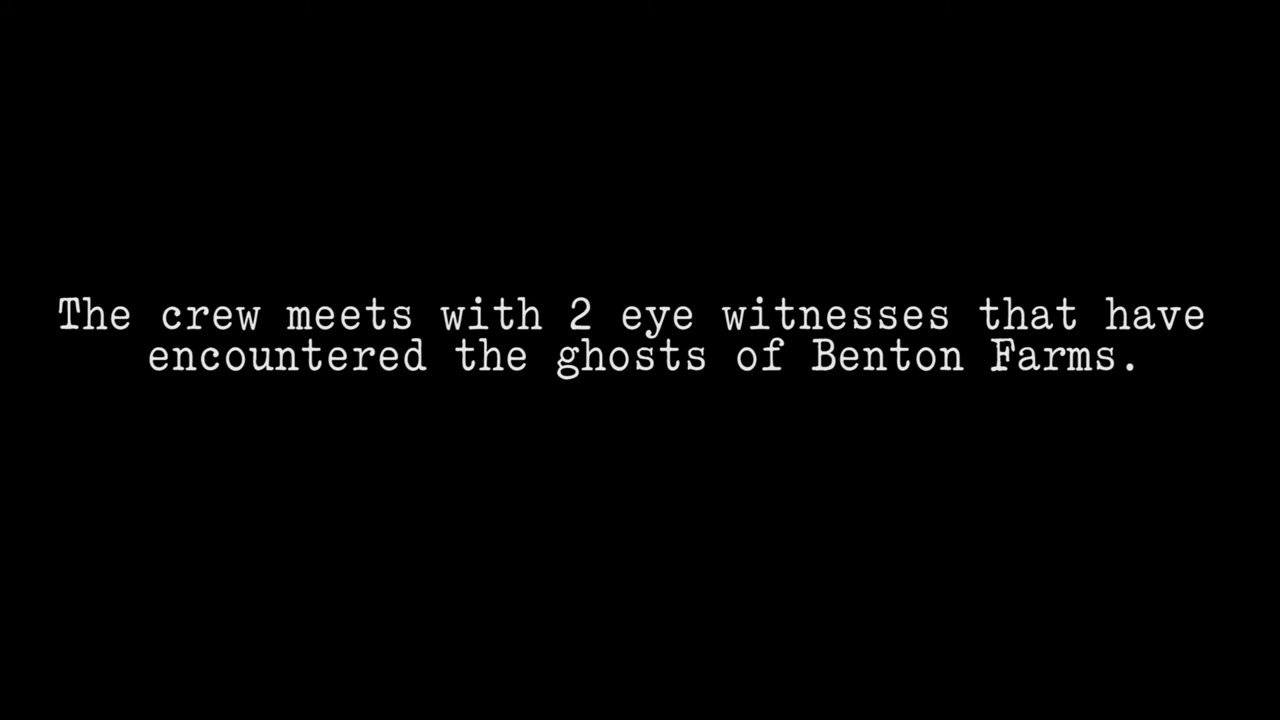 The crew meets with 2 eye witnesses that have
encountered the ghosts of Benton Farms.